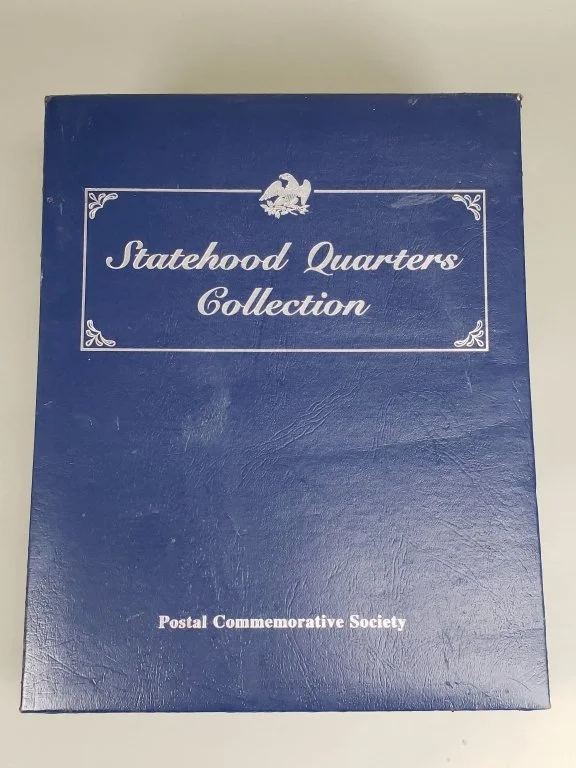 Statehood Quarters
Collection
Postal Commemorative Society